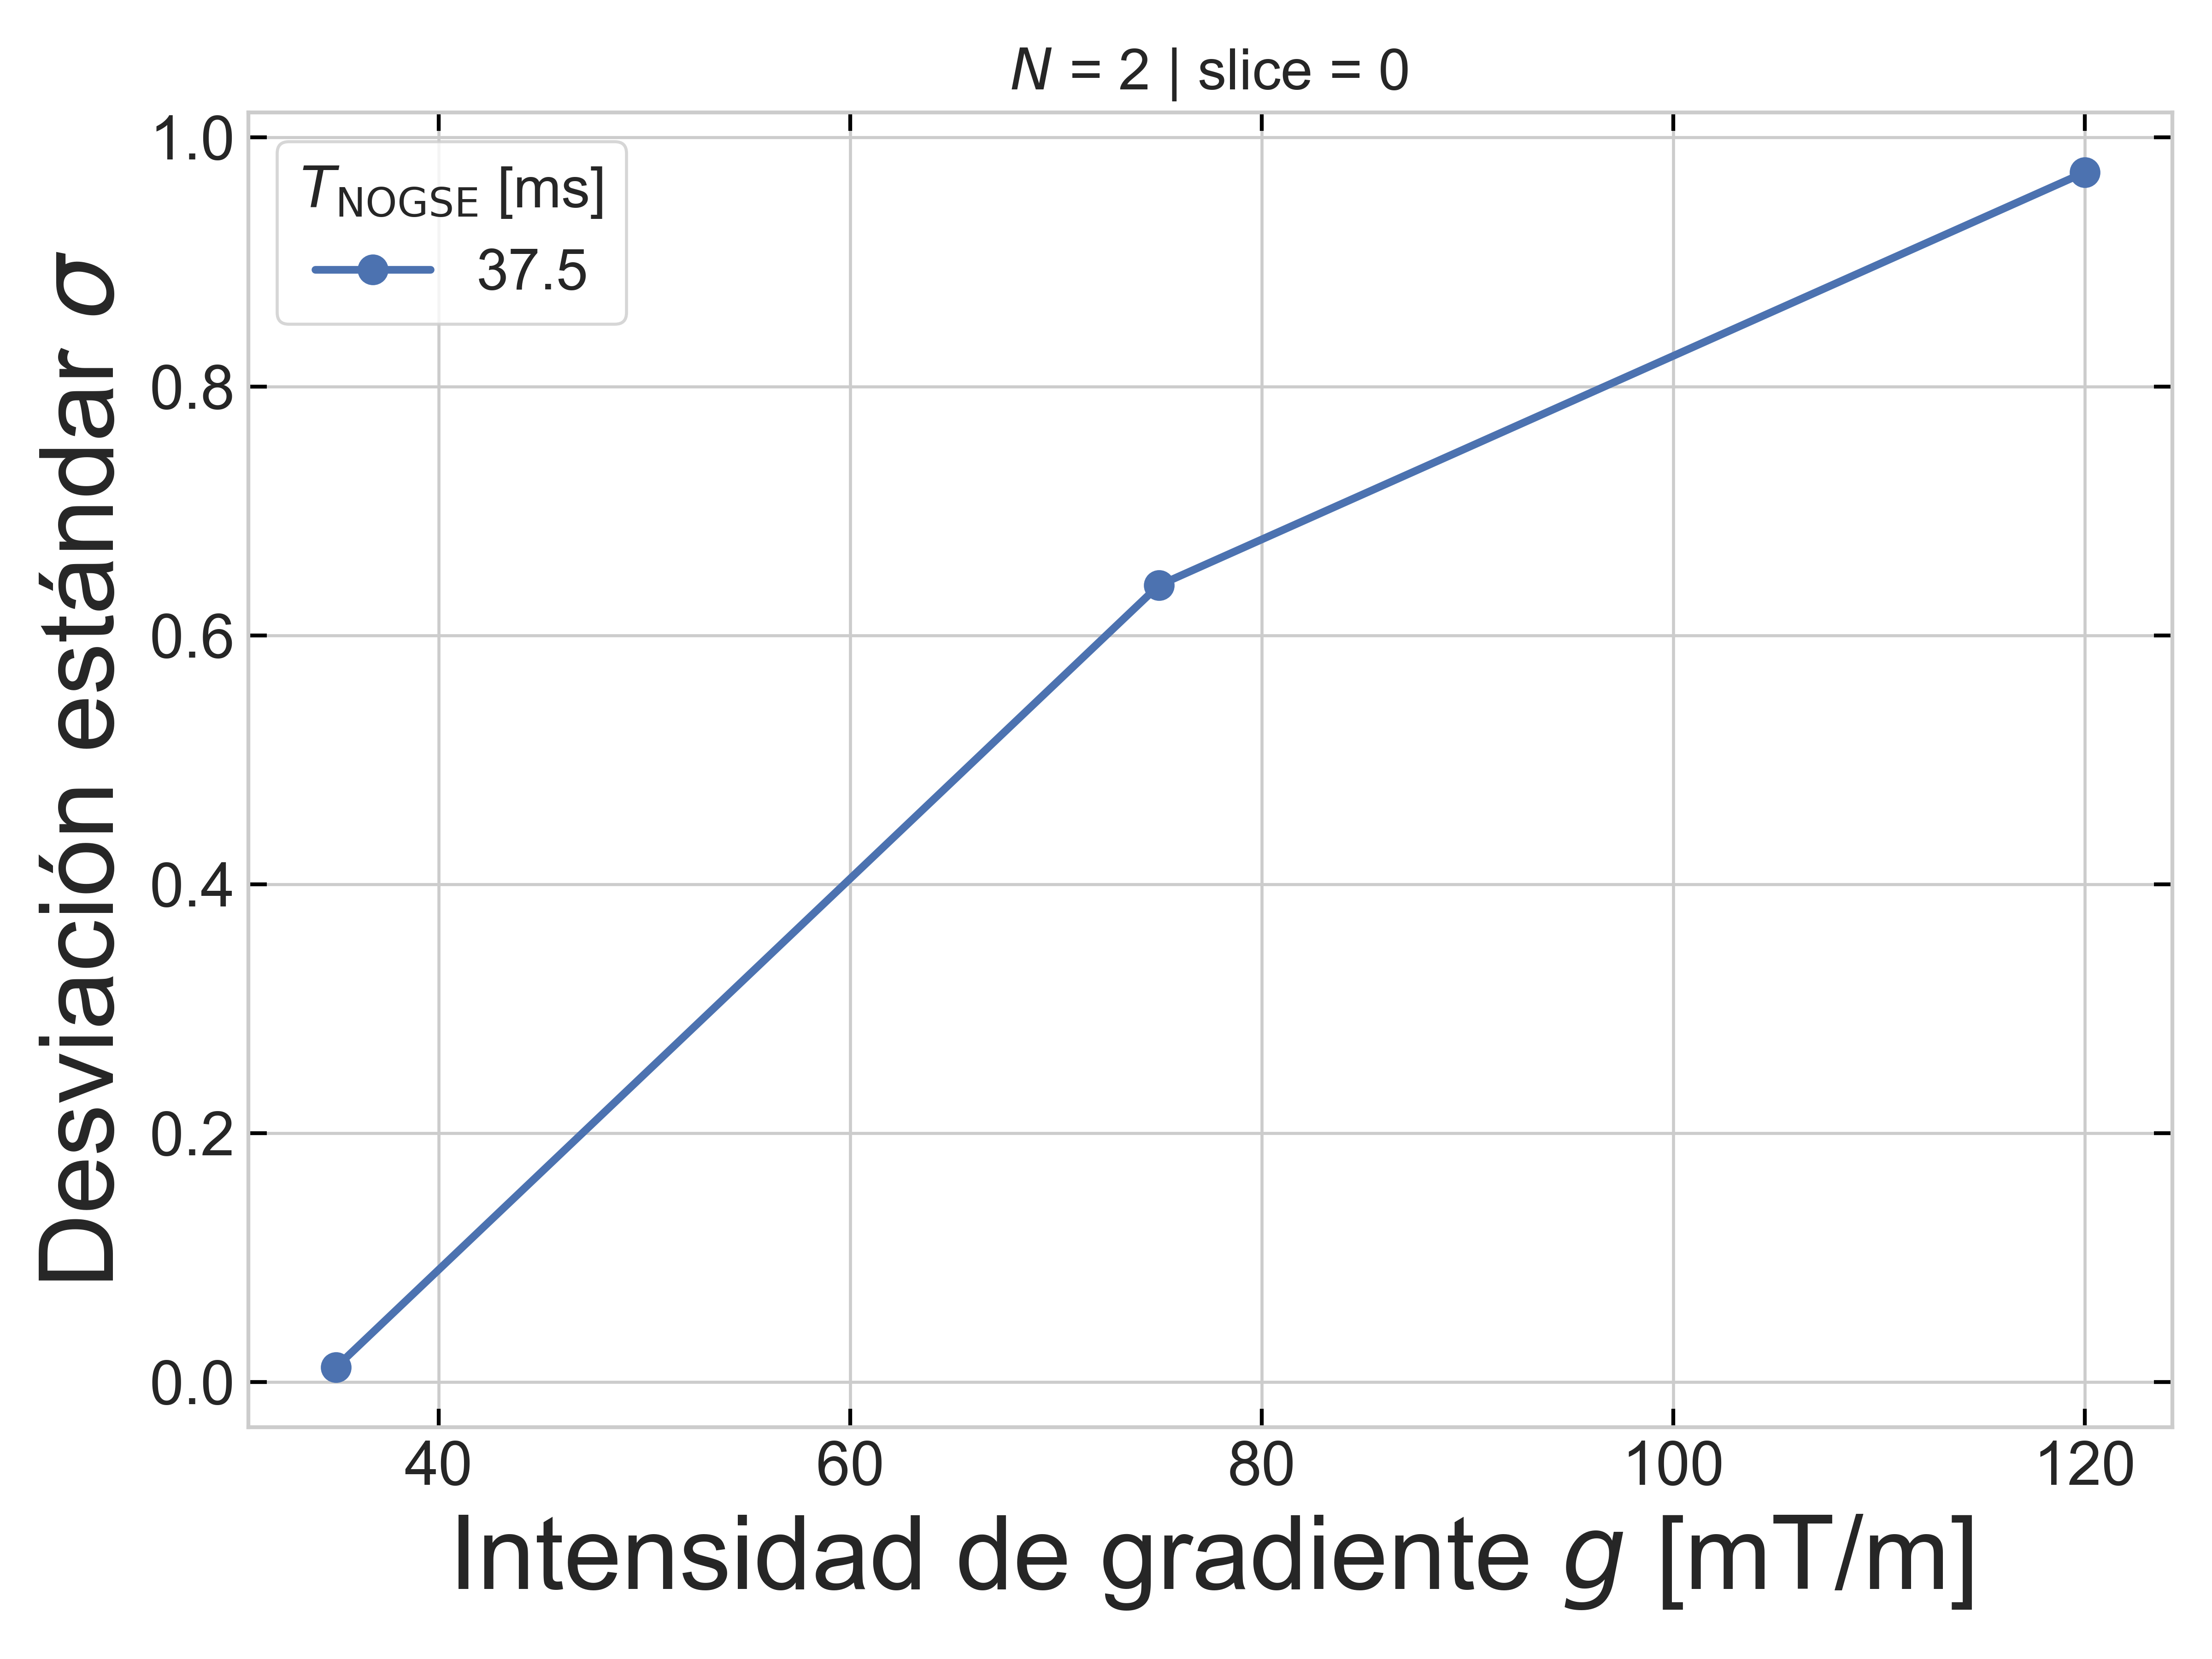 N = 2 | slice = 0
T_NOGSE [ms]
37.5
Desviación estándar σ
1.0
0.8
0.6
0.4
0.2
0.0
40 60 80 100 120
Intensidad de gradiente g [mT/m]